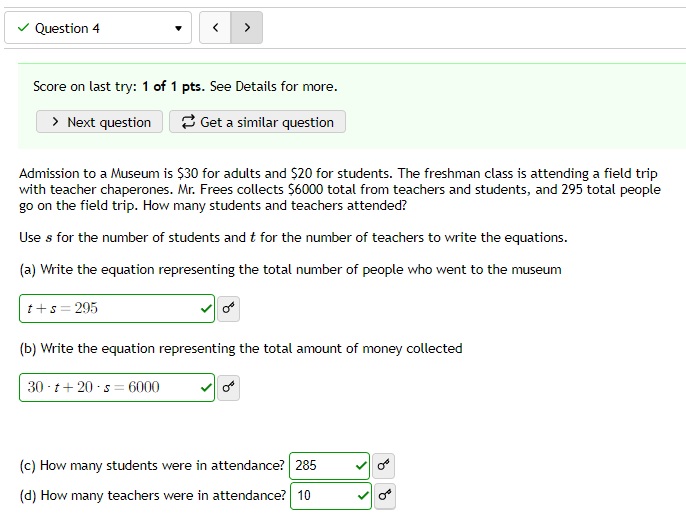 Question 4
Score on last try: 1 of 1 pts. See Details for more.
> Next question
Get a similar question
Admission to a Museum is $30 for adults and $20 for students. The freshman class is attending a field trip
with teacher chaperones. Mr. Frees collects $6000 total from teachers and students, and 295 total people
go on the field trip. How many students and teachers attended?
Use s for the number of students and t for the number of teachers to write the equations.
(a) Write the equation representing the total number of people who went to the museum
t + s = 295
(b) Write the equation representing the total amount of money collected
30 · t + 20 · s = 6000
(c) How many students were in attendance? 285
(d) How many teachers were in attendance? 10